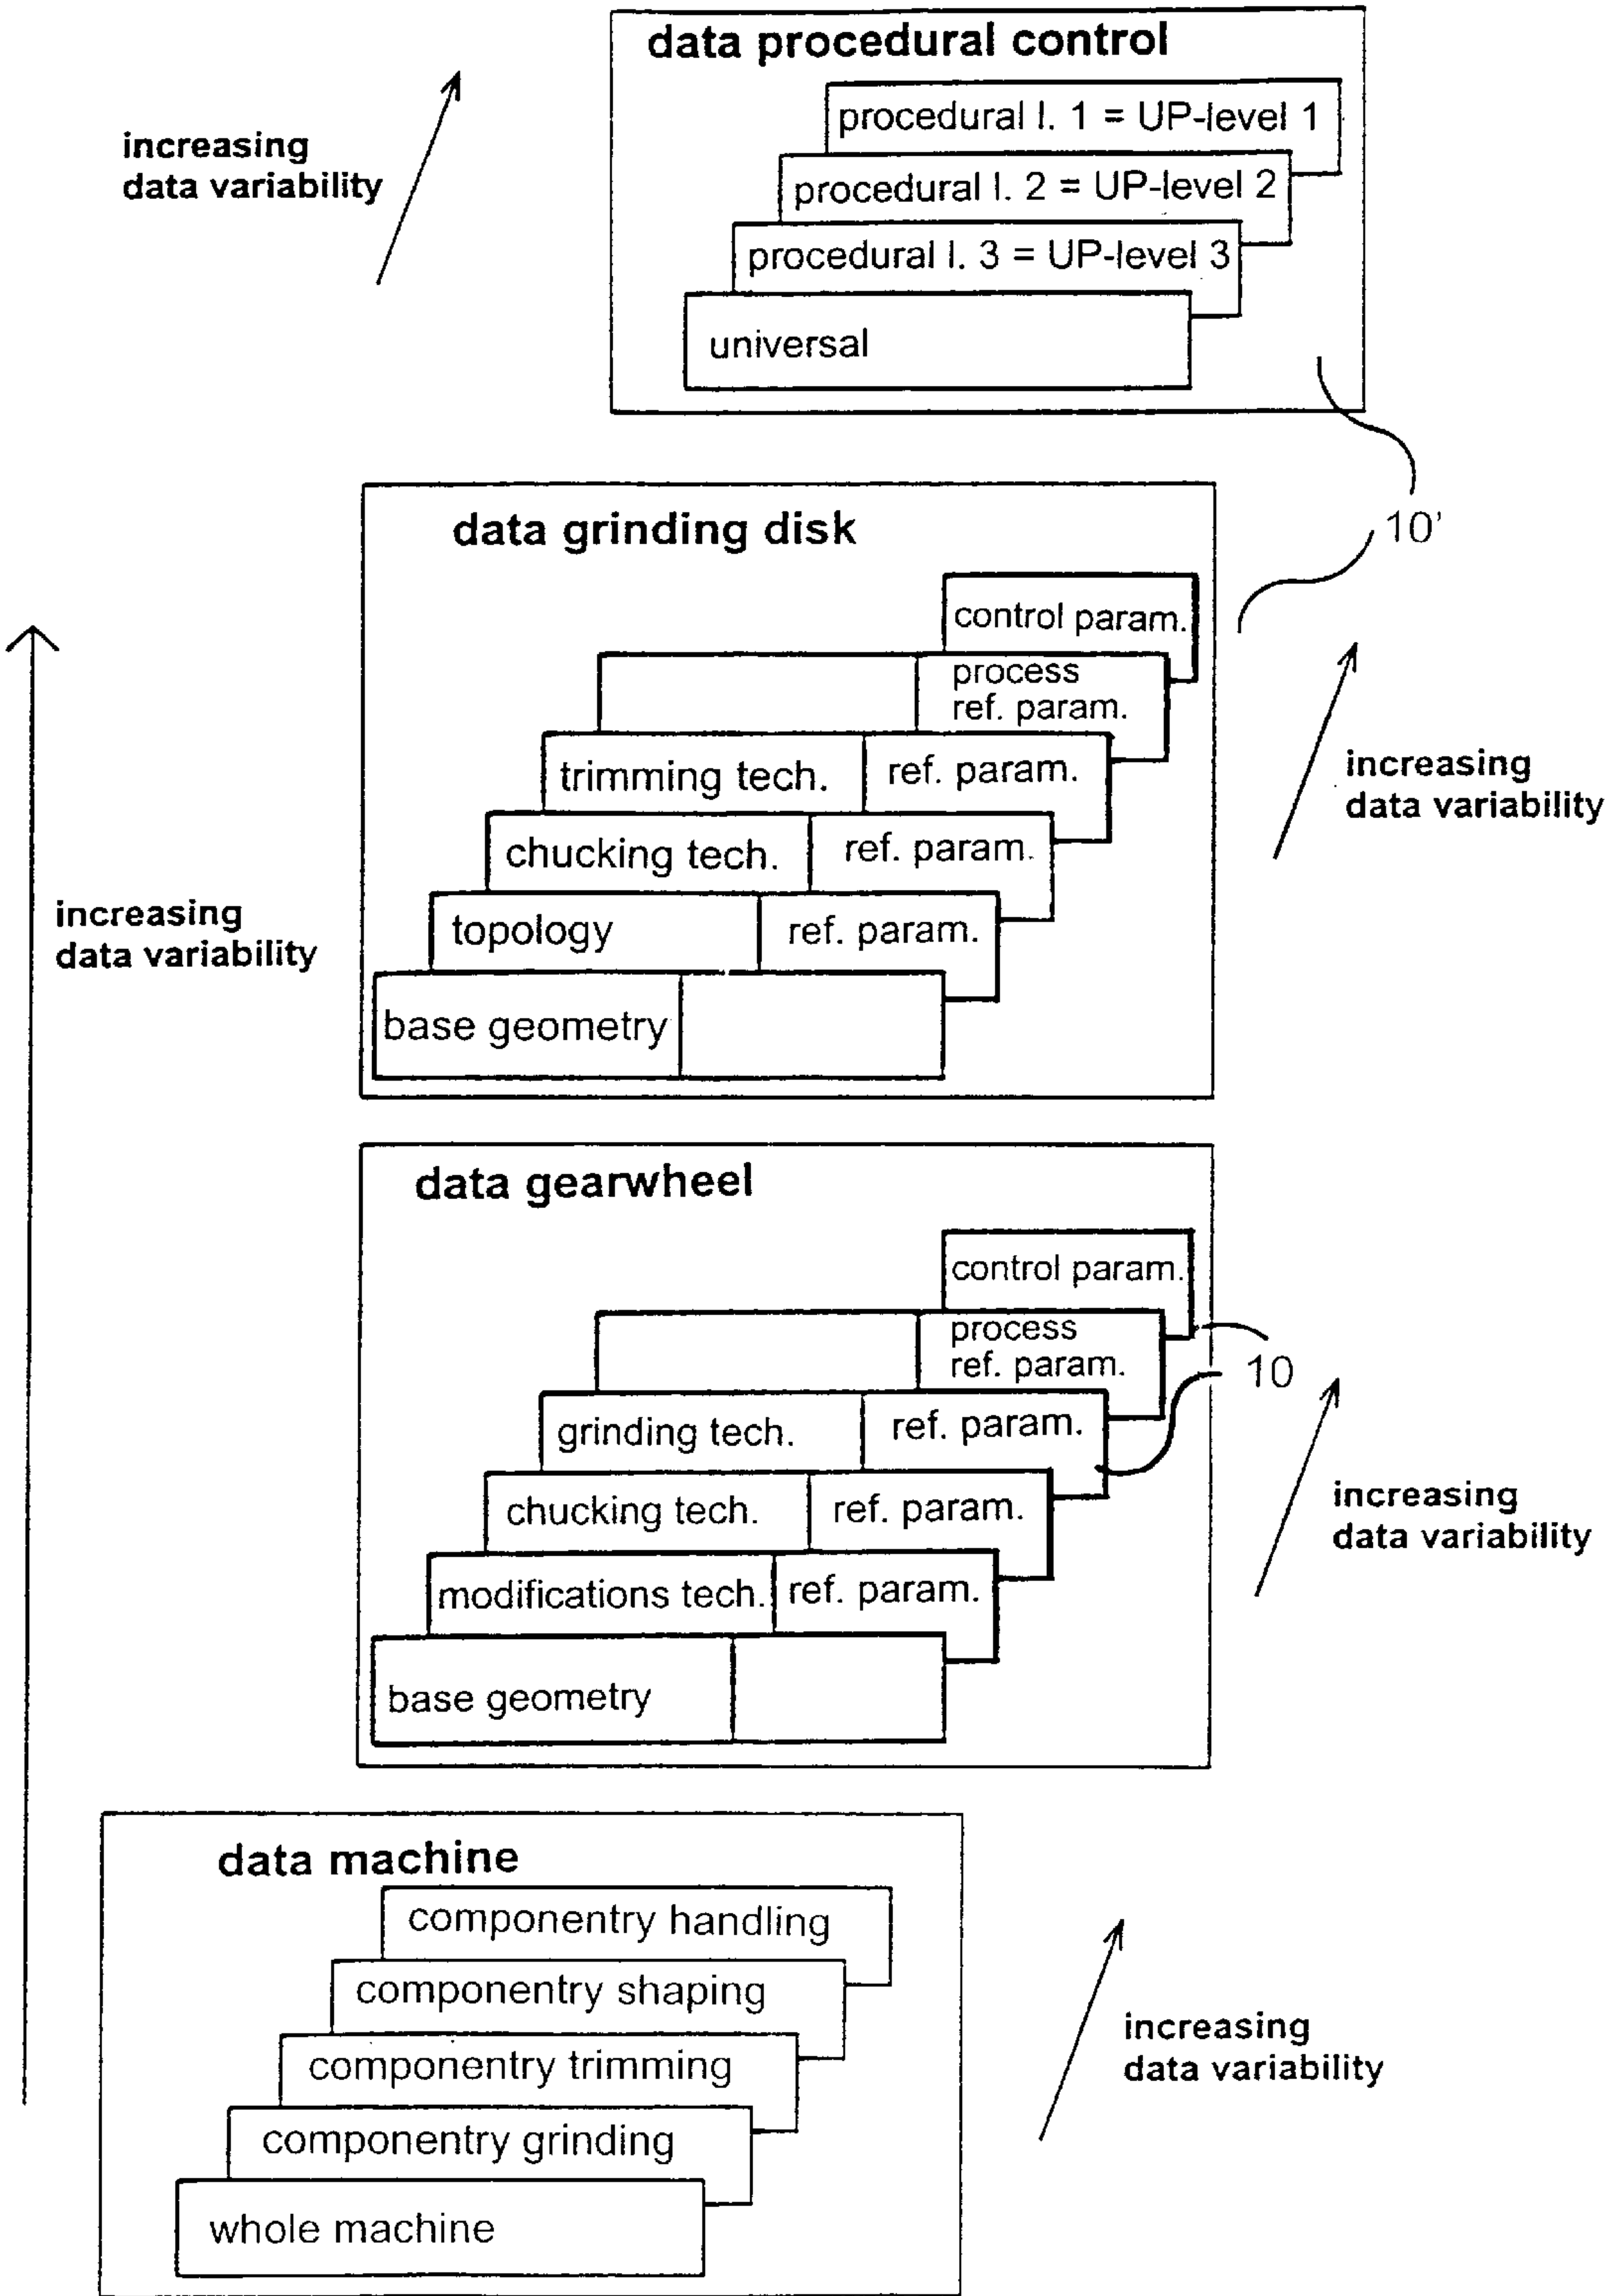 data procedural control
procedural l. 1 = UP-level 1
increasing
data variability
procedural l. 2 = UP-level 2
procedural l. 3 = UP-level 3
universal
data grinding disk
10'
control param.
process
ref. param.
trimming tech.
ref. param.
increasing
data variability
chucking tech.
ref. param.
increasing
data variability
topology
ref. param.
base geometry
data gearwheel
control param.
process
ref. param.
10
grinding tech.
ref. param.
chucking tech.
ref. param.
increasing
data variability
modifications tech.
ref. param.
base geometry
data machine
componentry handling
componentry shaping
increasing
data variability
componentry trimming
componentry grinding
whole machine